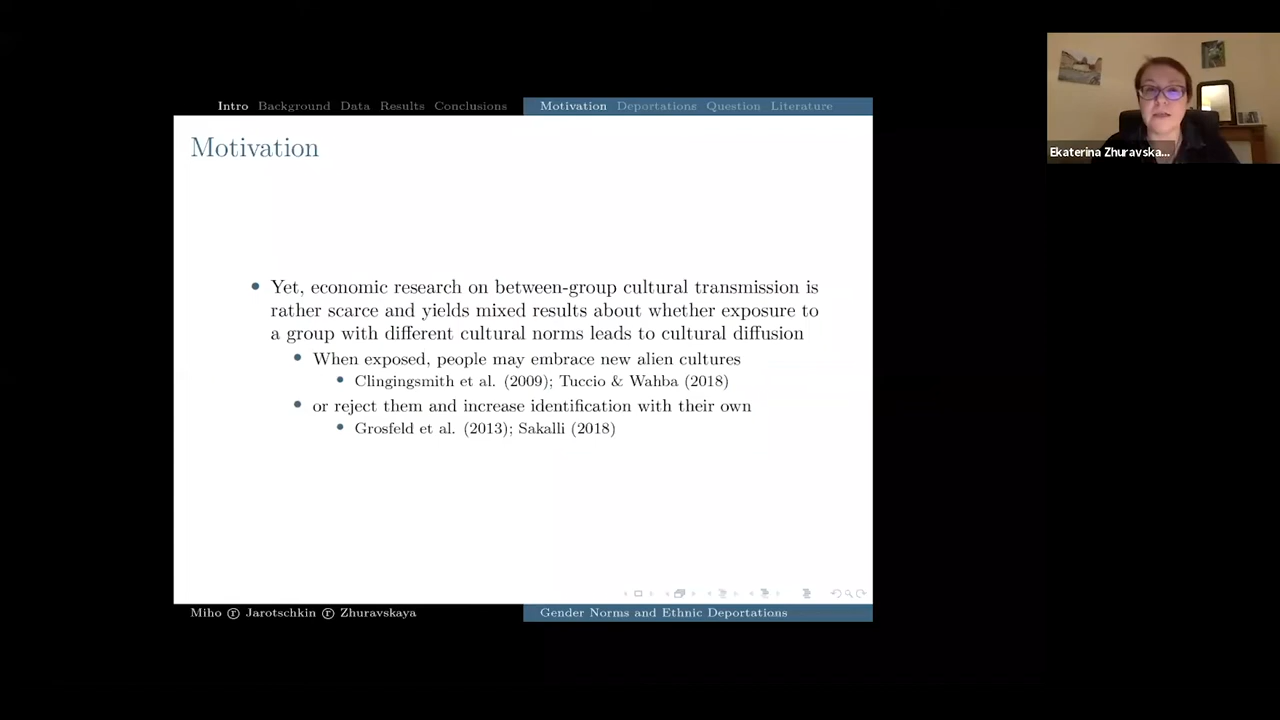 Intro Background Data Results Conclusions
Motivation Deportations Question Literature
Motivation
Yet, economic research on between-group cultural transmission is
rather scarce and yields mixed results about whether exposure to
a group with different cultural norms leads to cultural diffusion
When exposed, people may embrace new alien cultures
Clingingsmith et al. (2009); Tuccio & Wahba (2018)
or reject them and increase identification with their own
Grosfeld et al. (2013); Sakalli (2018)
Miho ⓡ Jarotschkin ⓡ Zhuravskaya
Gender Norms and Ethnic Deportations
Ekaterina Zhuravska...